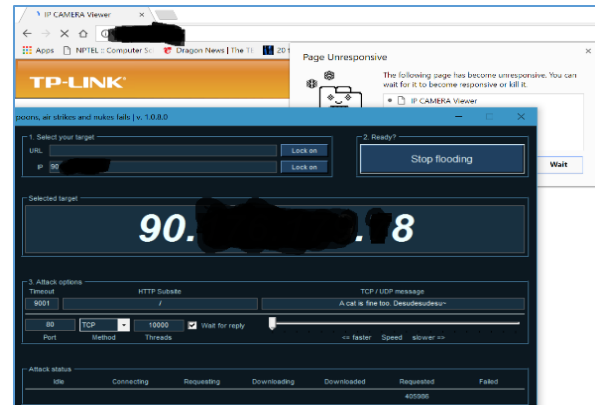 IP CAMERA Viewer
Apps NPTEL :: Computer Sc Dragon News | The Ti 20
TP-LINK
Page Unresponsive
The following page has become unresponsive. You can
wait for it to become responsive or kill it.
IP CAMERA Viewer
Wait
poons, air strikes and nukes fails | v. 1.0.8.0
1. Select your target
URL
Lock on
IP
90
Lock on
2. Ready?
Stop flooding
Selected target
90. . 8
3. Attack options
Timeout HTTP Subsite TCP / UDP message
9001 / A cat is fine too. Desudesudesu~
80 TCP 10000 Wait for reply
Port Method Threads <= faster Speed slower =>
Attack status
Idle Connecting Requesting Downloading Downloaded Requested Failed
405986